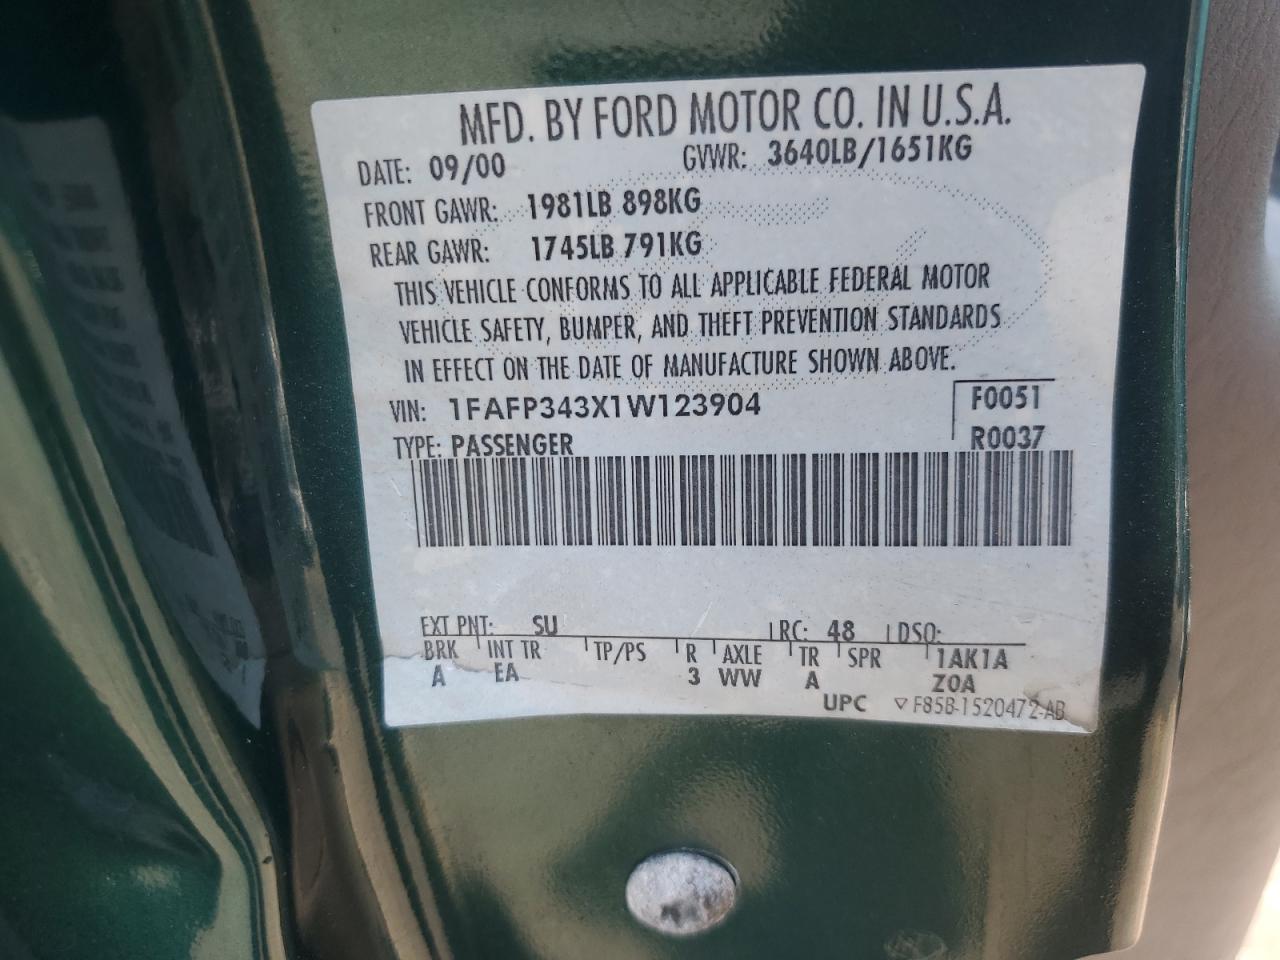 MFD. BY FORD MOTOR CO. IN U.S.A.
DATE: 09/00 GVWR: 3640LB/1651KG
FRONT GAWR: 1981LB 898KG
REAR GAWR: 1745LB 791KG
THIS VEHICLE CONFORMS TO ALL APPLICABLE FEDERAL MOTOR
VEHICLE SAFETY, BUMPER, AND THEFT PREVENTION STANDARDS
IN EFFECT ON THE DATE OF MANUFACTURE SHOWN ABOVE.
VIN: 1FAFP343X1W123904 F0051
TYPE: PASSENGER R0037
EXT PNT: SU RC: 48 DSO:
BRK INT TR TP/PS R AXLE TR SPR 1AK1A
A EA 3 WW A Z0A
UPC ▽ F85B-1520472-AB